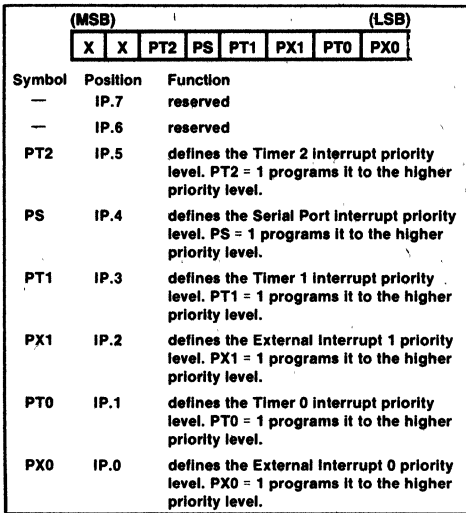 (MSB) (LSB)
X X PT2 PS PT1 PX1 PT0 PX0
Symbol Position Function
— IP.7 reserved
— IP.6 reserved
PT2 IP.5 defines the Timer 2 interrupt priority
level. PT2 = 1 programs it to the higher
priority level.
PS IP.4 defines the Serial Port interrupt priority
level. PS = 1 programs it to the higher
priority level.
PT1 IP.3 defines the Timer 1 interrupt priority
level. PT1 = 1 programs it to the higher
priority level.
PX1 IP.2 defines the External Interrupt 1 priority
level. PX1 = 1 programs it to the higher
priority level.
PT0 IP.1 defines the Timer 0 interrupt priority
level. PT0 = 1 programs it to the higher
priority level.
PX0 IP.0 defines the External Interrupt 0 priority
level. PX0 = 1 programs it to the higher
priority level.